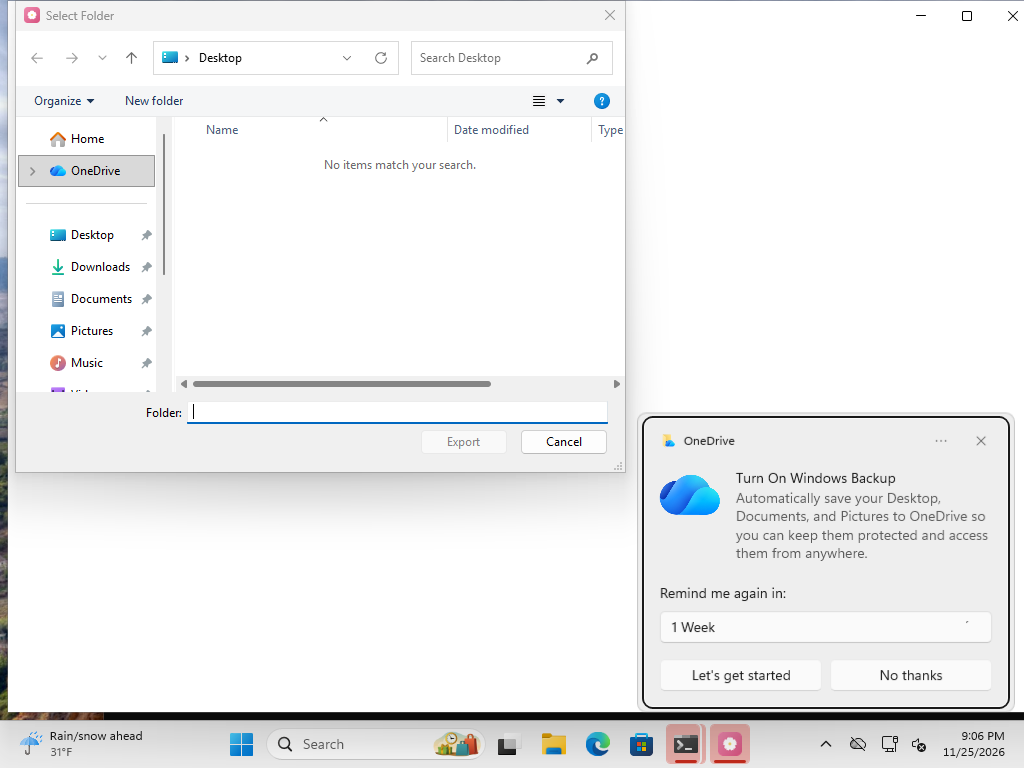 Select Folder
Desktop
Search Desktop
Organize
New folder
?
Name
Date modified
Type
No items match your search.
Home
OneDrive
Desktop
Downloads
Documents
Pictures
Music
Folder:
Export
Cancel
OneDrive
Turn On Windows Backup
Automatically save your Desktop,
Documents, and Pictures to OneDrive so
you can keep them protected and access
them from anywhere.
Remind me again in:
1 Week
Let's get started
No thanks
Rain/snow ahead
31°F
Search
9:06 PM
11/25/2026